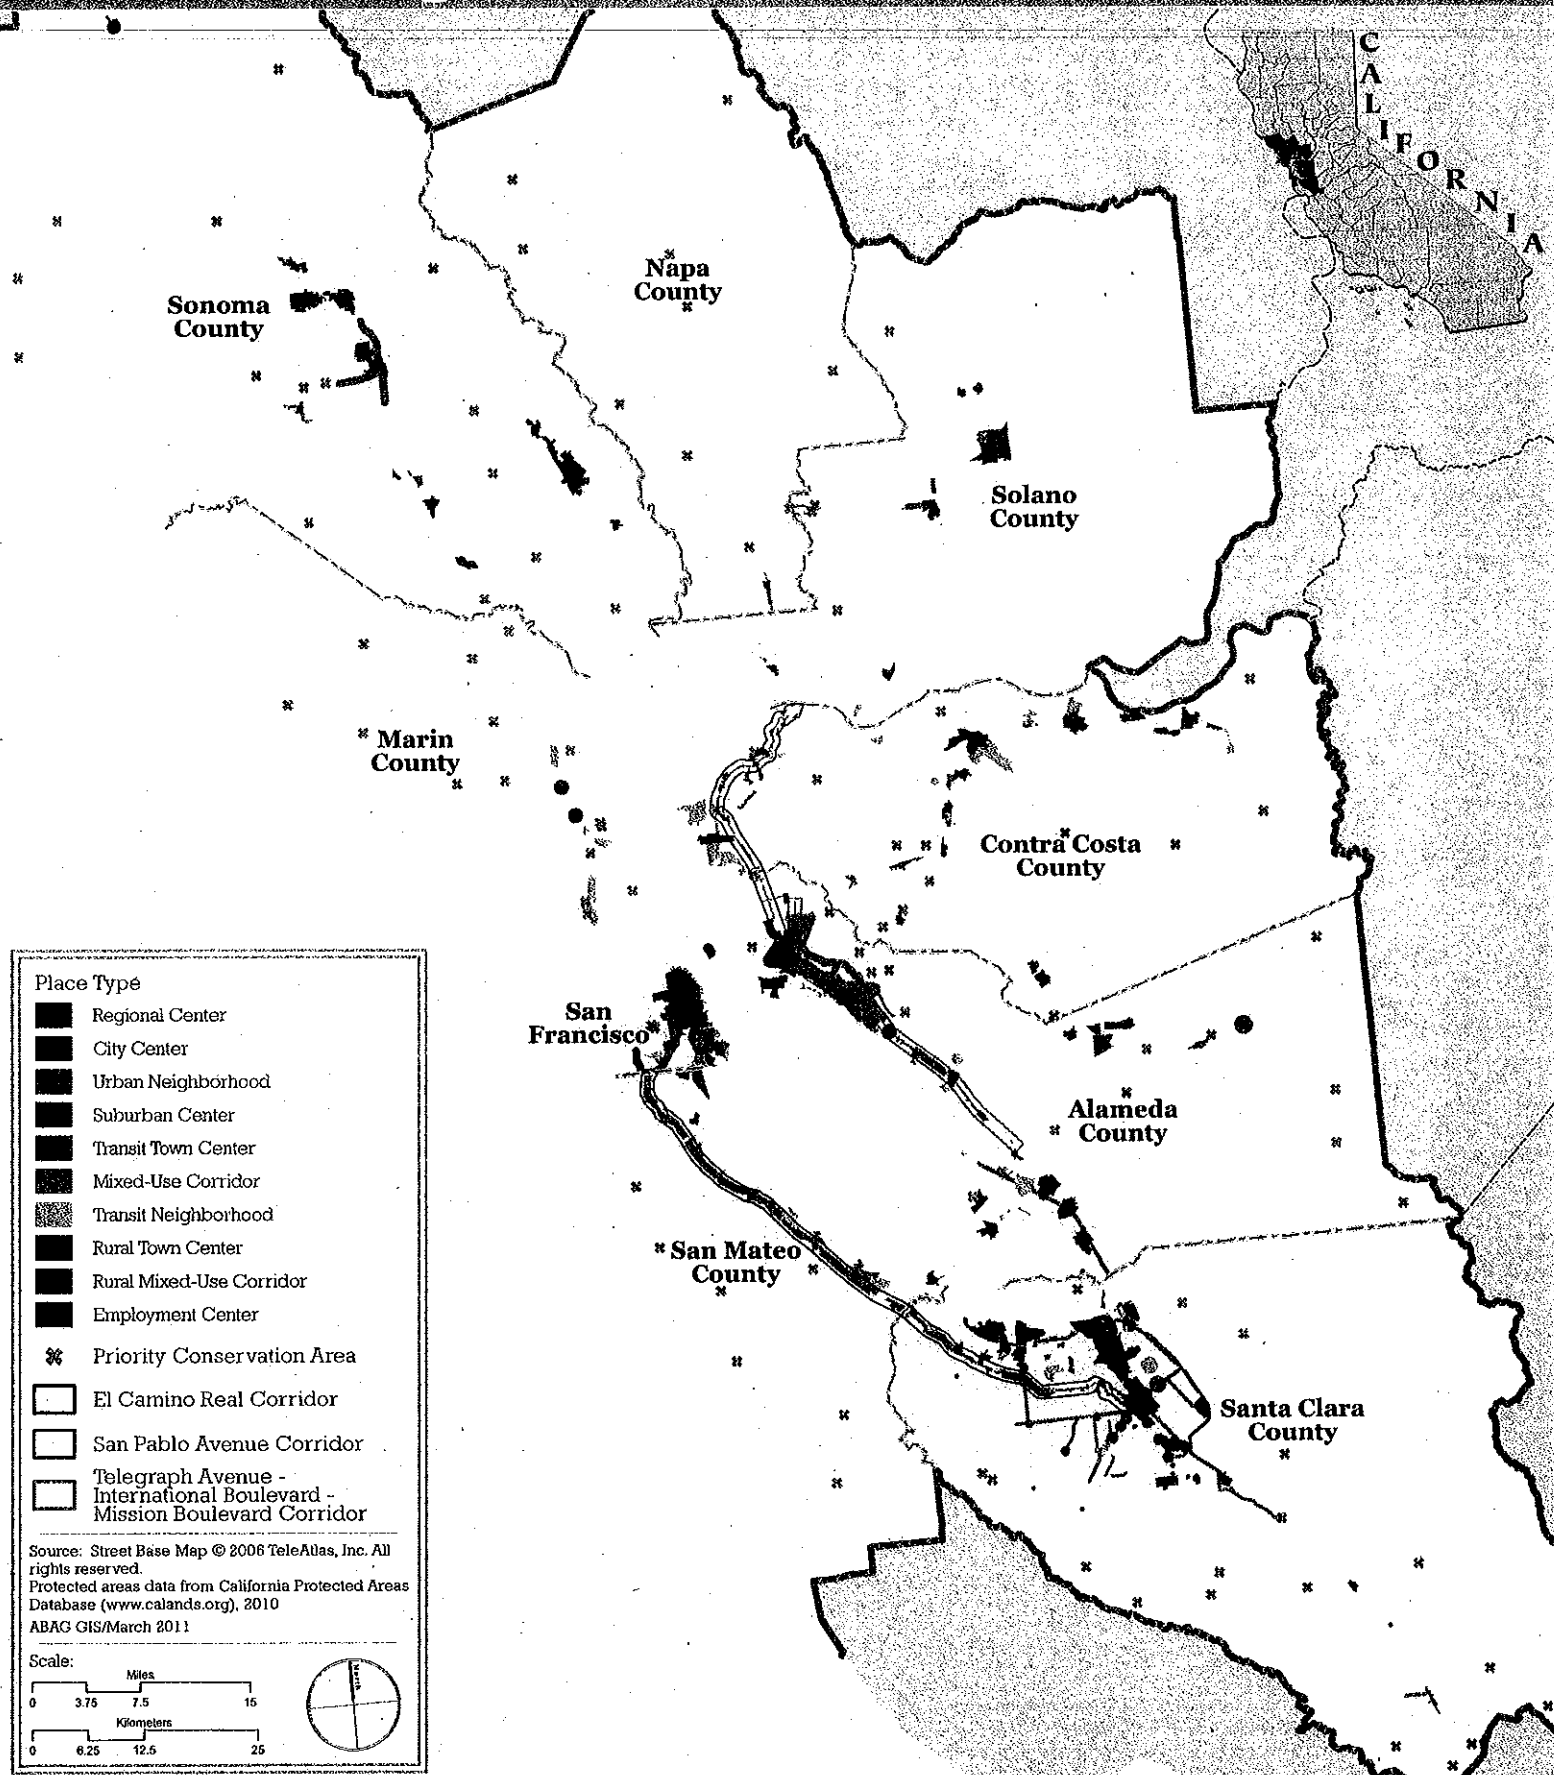 CALIFORNIA
Napa
County
Sonoma
County
Solano
County
Marin
County
Contra Costa
County
San
Francisco
Alameda
County
San Mateo
County
Santa Clara
County
Place Type
Regional Center
City Center
Urban Neighborhood
Suburban Center
Transit Town Center
Mixed-Use Corridor
Transit Neighborhood
Rural Town Center
Rural Mixed-Use Corridor
Employment Center
Priority Conservation Area
El Camino Real Corridor
San Pablo Avenue Corridor
Telegraph Avenue -
International Boulevard -
Mission Boulevard Corridor
Source: Street Base Map © 2006 TeleAtlas, Inc. All
rights reserved.
Protected areas data from California Protected Areas
Database (www.calands.org), 2010
ABAG GIS/March 2011
Scale:
Miles
0 3.75 7.5 15
Kilometers
0 6.25 12.5 25
North